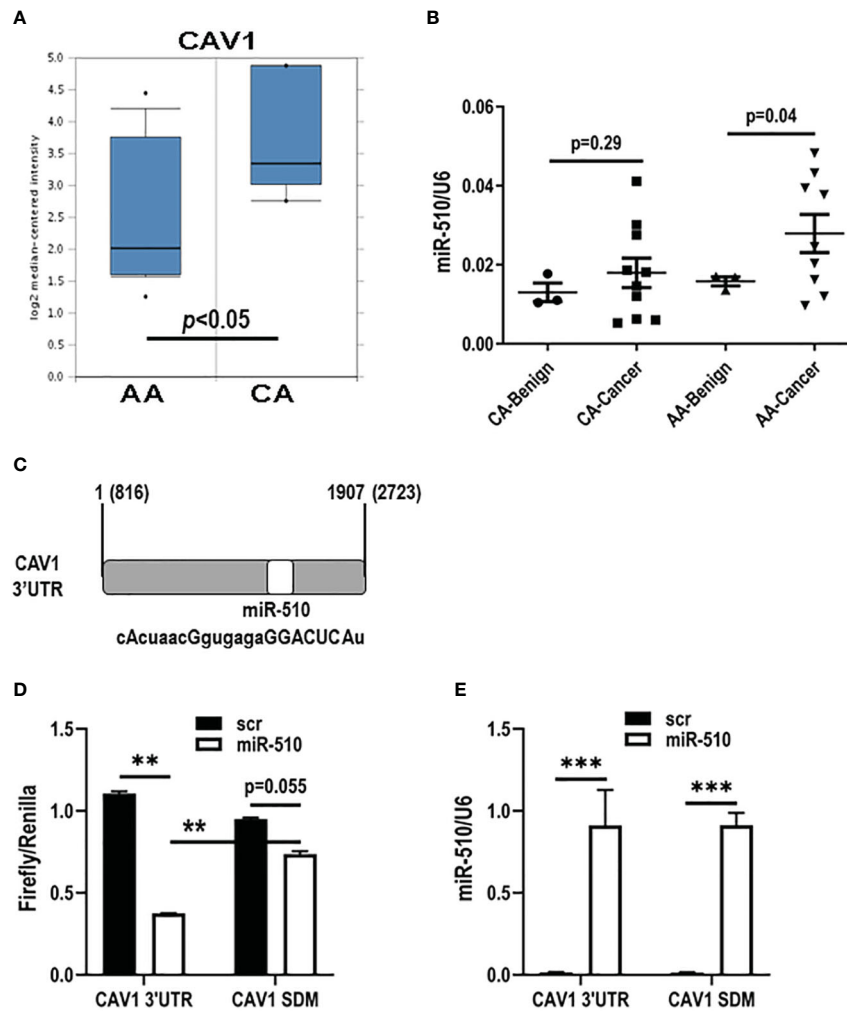 A
CAV1
log2 median-centered intensity
5.0
4.5
4.0
3.5
3.0
2.5
2.0
1.5
1.0
0.5
0.0
p<0.05
AA
CA
B
miR-510/U6
0.06
0.04
0.02
0.00
p=0.29
p=0.04
CA-Benign
CA-Cancer
AA-Benign
AA-Cancer
C
1 (816)
1907 (2723)
CAV1
3'UTR
miR-510
cAcuaacGgugagaGGACUCAu
D
Firefly/Renilla
1.5
1.0
0.5
0.0
scr
miR-510
**
**
p=0.055
CAV1 3'UTR
CAV1 SDM
E
miR-510/U6
1.5
1.0
0.5
0.0
scr
miR-510
***
***
CAV1 3'UTR
CAV1 SDM